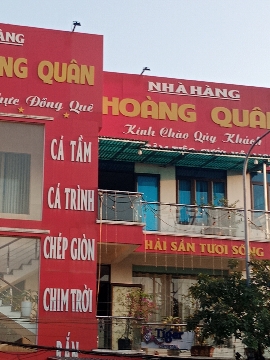 HÀNG
NG QUÂN
ực Đồng Quê
CÁ TẦM
CÁ TRÌNH
CHÉP GIÒN
CHIM TRỜI
NHÀ HÀNG
HOÀNG QUÂN
Kính Chào Quý Khác
HẢI SẢN TƯƠI SỐNG